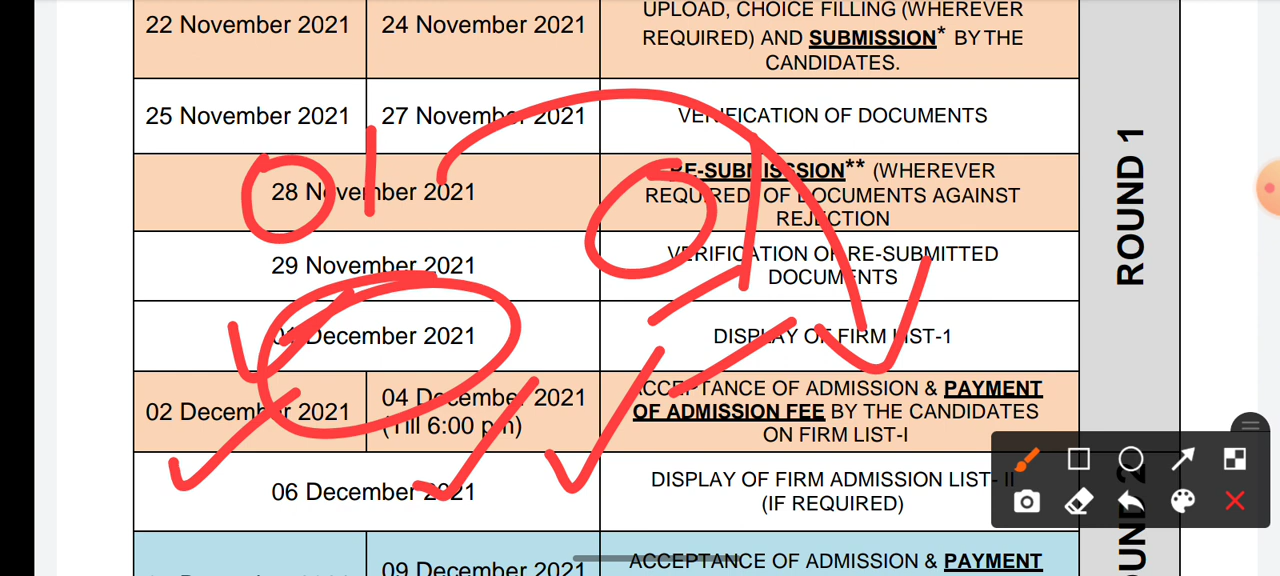 UPLOAD, CHOICE FILLING (WHEREVER
22 November 2021 24 November 2021 REQUIRED) AND SUBMISSION* BY THE
CANDIDATES.
25 November 2021 27 November 2021 VERIFICATION OF DOCUMENTS
RE-SUBMISSSION** (WHEREVER
28 November 2021 REQUIRED) OF DOCUMENTS AGAINST
REJECTION
29 November 2021 VERIFICATION OF RE-SUBMITTED
DOCUMENTS
01 December 2021 DISPLAY OF FIRM LIST-1
ACCEPTANCE OF ADMISSION & PAYMENT
02 December 2021 04 December 2021 OF ADMISSION FEE BY THE CANDIDATES
(Till 6:00 pm) ON FIRM LIST-I
06 December 2021 DISPLAY OF FIRM ADMISSION LIST- II
(IF REQUIRED)
09 December 2021 ACCEPTANCE OF ADMISSION & PAYMENT
ROUND 1